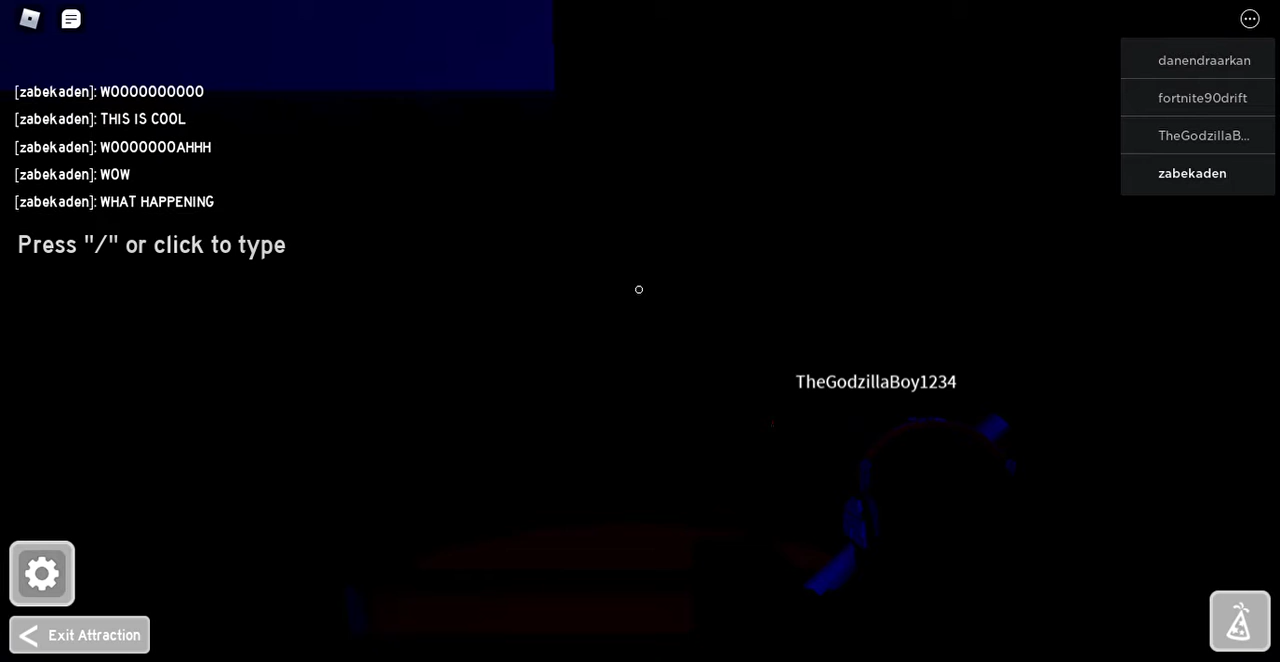 [zabekaden]: WOOOOOOOOOO
[zabekaden]: THIS IS COOL
[zabekaden]: WOOOOOOOAHHH
[zabekaden]: WOW
[zabekaden]: WHAT HAPPENING
Press "/" or click to type
danendraarkan
fortnite90drift
TheGodzillaB...
zabekaden
TheGodzillaBoy1234
Exit Attraction